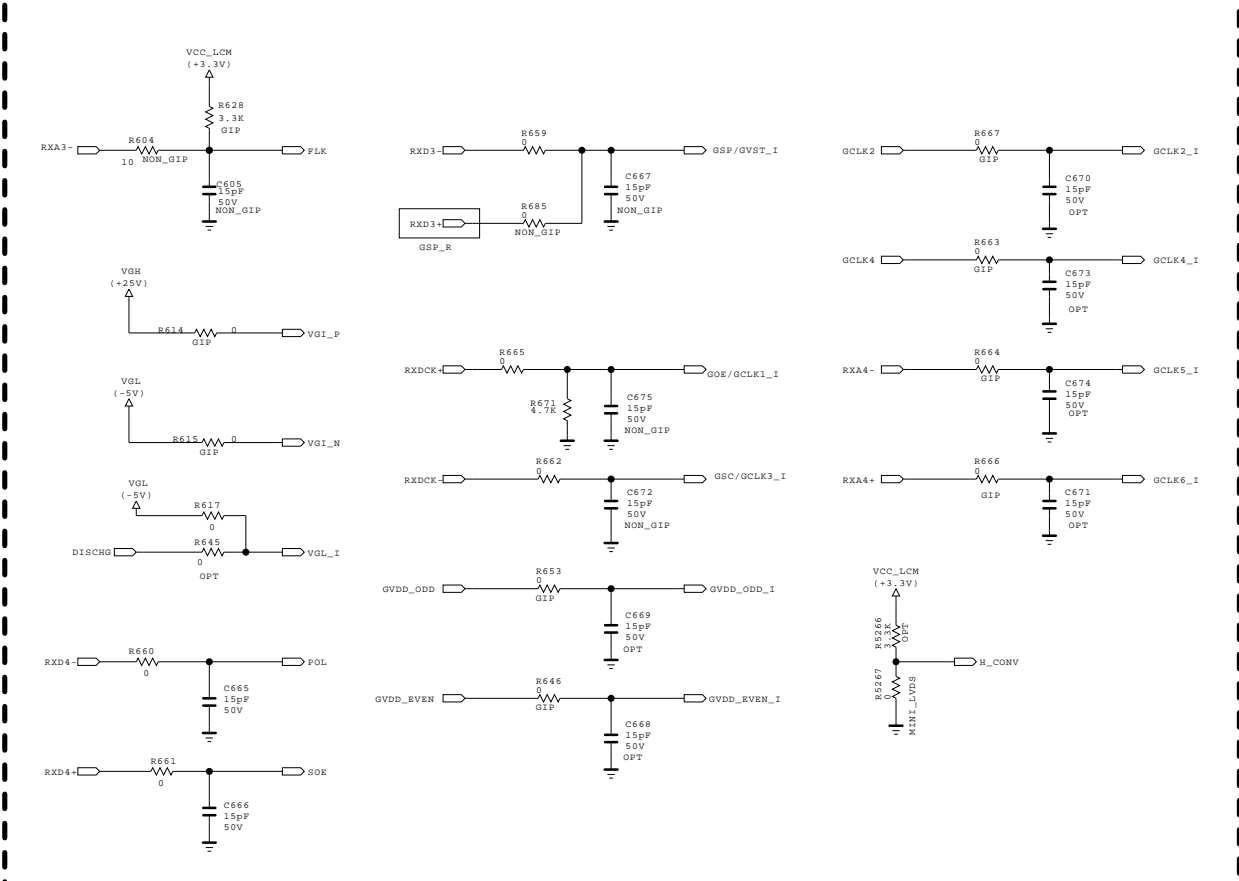 VCC_LCM
(+3.3V)
R628
3.3K
GIP
RXA3-
R604
10
NON_GIP
FLK
C605
15pF
50V
NON_GIP
VGH
(+25V)
R614
0
GIP
VGI_P
VGL
(-5V)
R615
0
GIP
VGI_N
VGL
(-5V)
R617
0
DISCHG
R645
0
OPT
VGL_I
RXD4-
R660
0
POL
C665
15pF
50V
RXD4+
R661
0
SOE
C666
15pF
50V
RXD3-
R659
0
GSP/GVST_I
C667
15pF
50V
NON_GIP
RXD3+
R685
0
NON_GIP
GSP_R
RXDCK+
R665
0
GOE/GCLK1_I
R671
4.7K
C675
15pF
50V
NON_GIP
RXDCK-
R662
0
GSC/GCLK3_I
C672
15pF
50V
NON_GIP
GVDD_ODD
R653
0
GIP
GVDD_ODD_I
C669
15pF
50V
OPT
GVDD_EVEN
R646
0
GIP
GVDD_EVEN_I
C668
15pF
50V
OPT
GCLK2
R667
0
GIP
GCLK2_I
C670
15pF
50V
OPT
GCLK4
R663
0
GIP
GCLK4_I
C673
15pF
50V
OPT
RXA4-
R664
0
GIP
GCLK5_I
C674
15pF
50V
OPT
RXA4+
R666
0
GIP
GCLK6_I
C671
15pF
50V
OPT
VCC_LCM
(+3.3V)
R5266
3.3K
OPT
H_CONV
R5267
0
MINI_LVDS